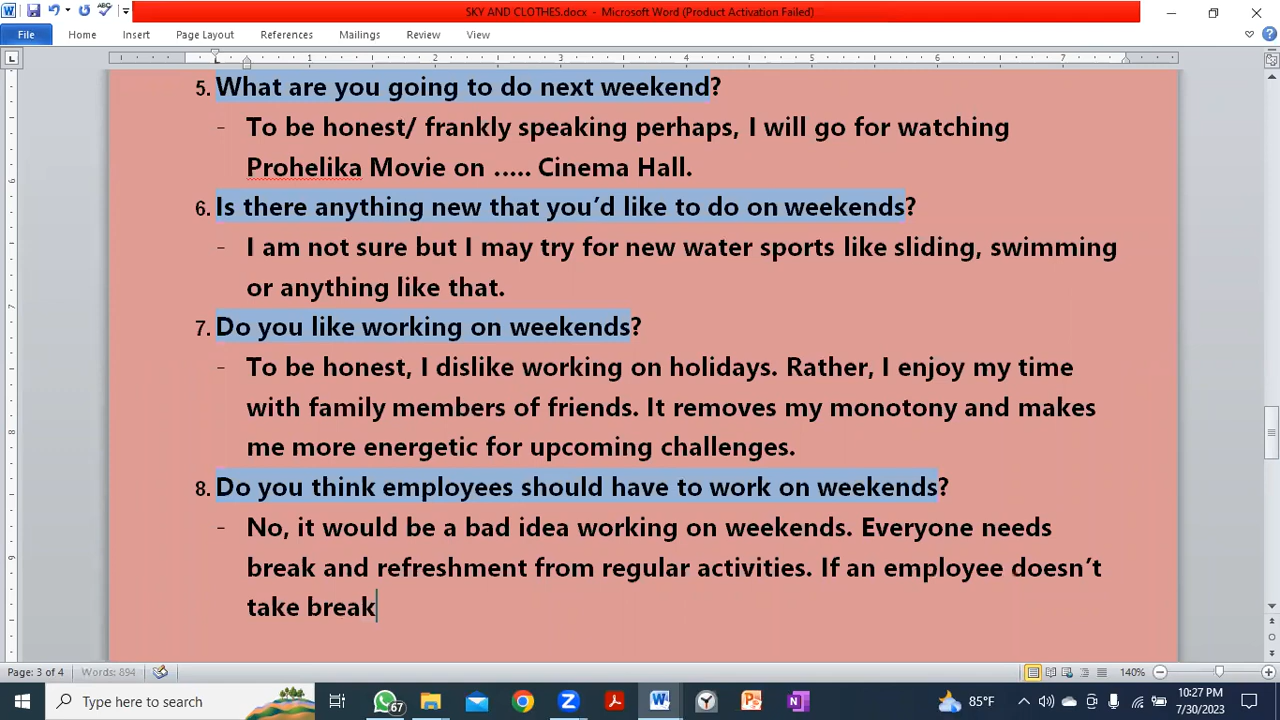 SKY AND CLOTHES.docx - Microsoft Word (Product Activation Failed)
File Home Insert Page Layout References Mailings Review View
1 2 3 4 5 6 7
5. What are you going to do next weekend?
- To be honest/ frankly speaking perhaps, I will go for watching
Prohelika Movie on ..... Cinema Hall.
6. Is there anything new that you’d like to do on weekends?
- I am not sure but I may try for new water sports like sliding, swimming
or anything like that.
7. Do you like working on weekends?
- To be honest, I dislike working on holidays. Rather, I enjoy my time
with family members of friends. It removes my monotony and makes
me more energetic for upcoming challenges.
8. Do you think employees should have to work on weekends?
- No, it would be a bad idea working on weekends. Everyone needs
break and refreshment from regular activities. If an employee doesn’t
take break
Page: 3 of 4 Words: 894 140%
Type here to search 67 85°F 10:27 PM
7/30/2023